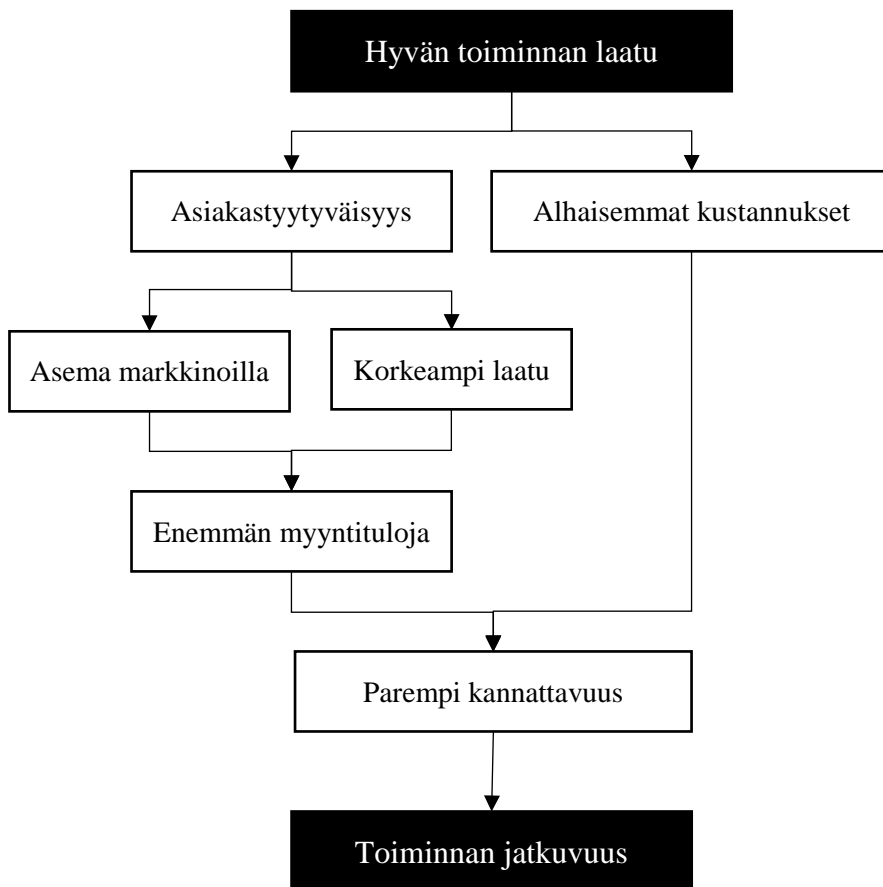 Hyvän toiminnan laatu
Asiakastyytyväisyys
Alhaisemmat kustannukset
Asema markkinoilla
Korkeampi laatu
Enemmän myyntituloja
Parempi kannattavuus
Toiminnan jatkuvuus